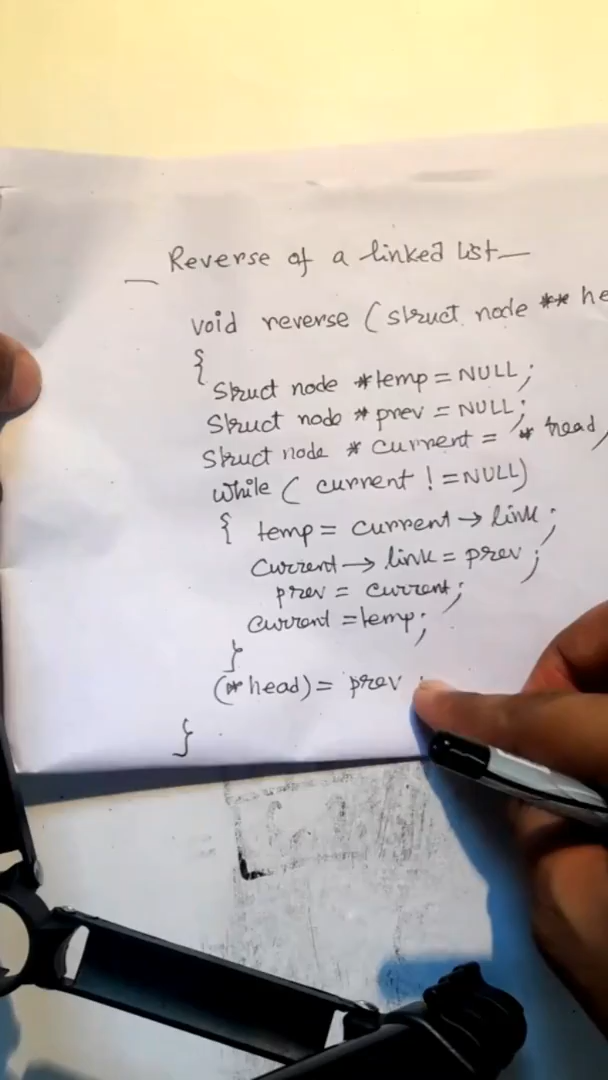 Reverse of a linked list
void reverse (struct node ** he
{
struct node *temp = NULL;
struct node * prev = NULL;
struct node * current = * head
while ( current != NULL)
{ temp = current → link;
current → link = prev;
prev = current;
current = temp;
}
(* head) = prev ;
}